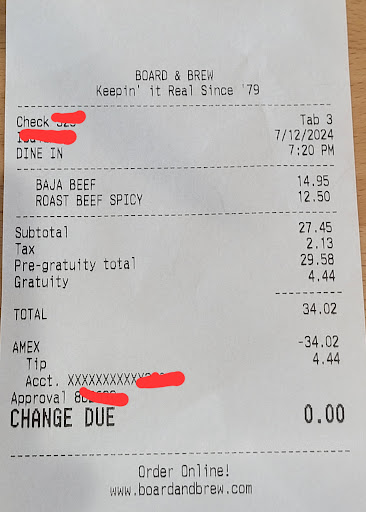 BOARD & BREW
Keepin' it Real Since '79
Check
Tab 3
7/12/2024
DINE IN 7:20 PM
BAJA BEEF 14.95
ROAST BEEF SPICY 12.50
Subtotal 27.45
Tax 2.13
Pre-gratuity total 29.58
Gratuity 4.44
TOTAL 34.02
AMEX -34.02
Tip 4.44
Acct. XXXXXXXXXXX
Approval
CHANGE DUE 0.00
Order Online!
www.boardandbrew.com